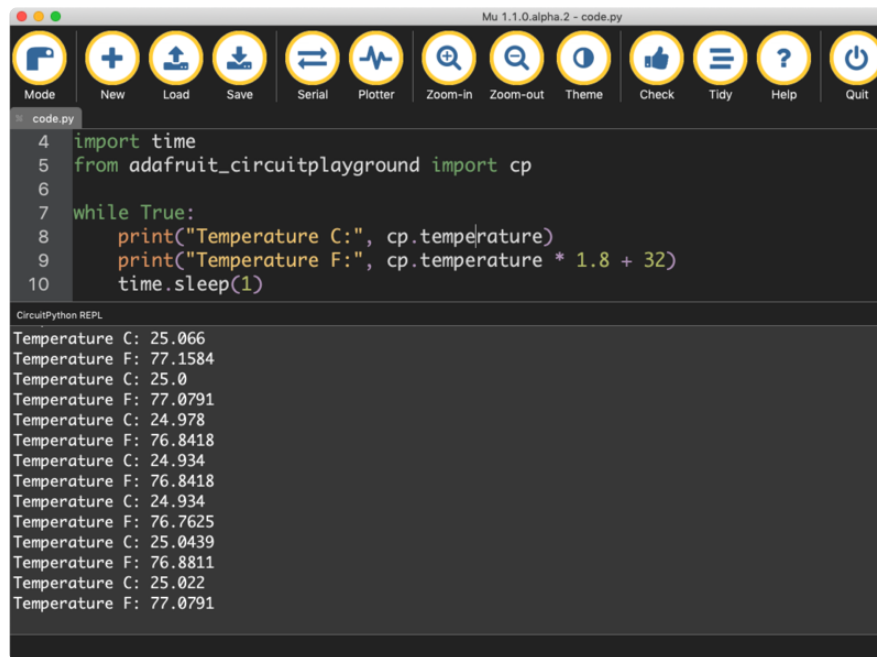 Mu 1.1.0.alpha.2 - code.py
Mode New Load Save Serial Plotter Zoom-in Zoom-out Theme Check Tidy Help Quit
code.py
4 import time
5 from adafruit_circuitplayground import cp
6
7 while True:
8     print("Temperature C:", cp.temperature)
9     print("Temperature F:", cp.temperature * 1.8 + 32)
10     time.sleep(1)
CircuitPython REPL
Temperature C: 25.066
Temperature F: 77.1584
Temperature C: 25.0
Temperature F: 77.0791
Temperature C: 24.978
Temperature F: 76.8418
Temperature C: 24.934
Temperature F: 76.8418
Temperature C: 24.934
Temperature F: 76.7625
Temperature C: 25.0439
Temperature F: 76.8811
Temperature C: 25.022
Temperature F: 77.0791